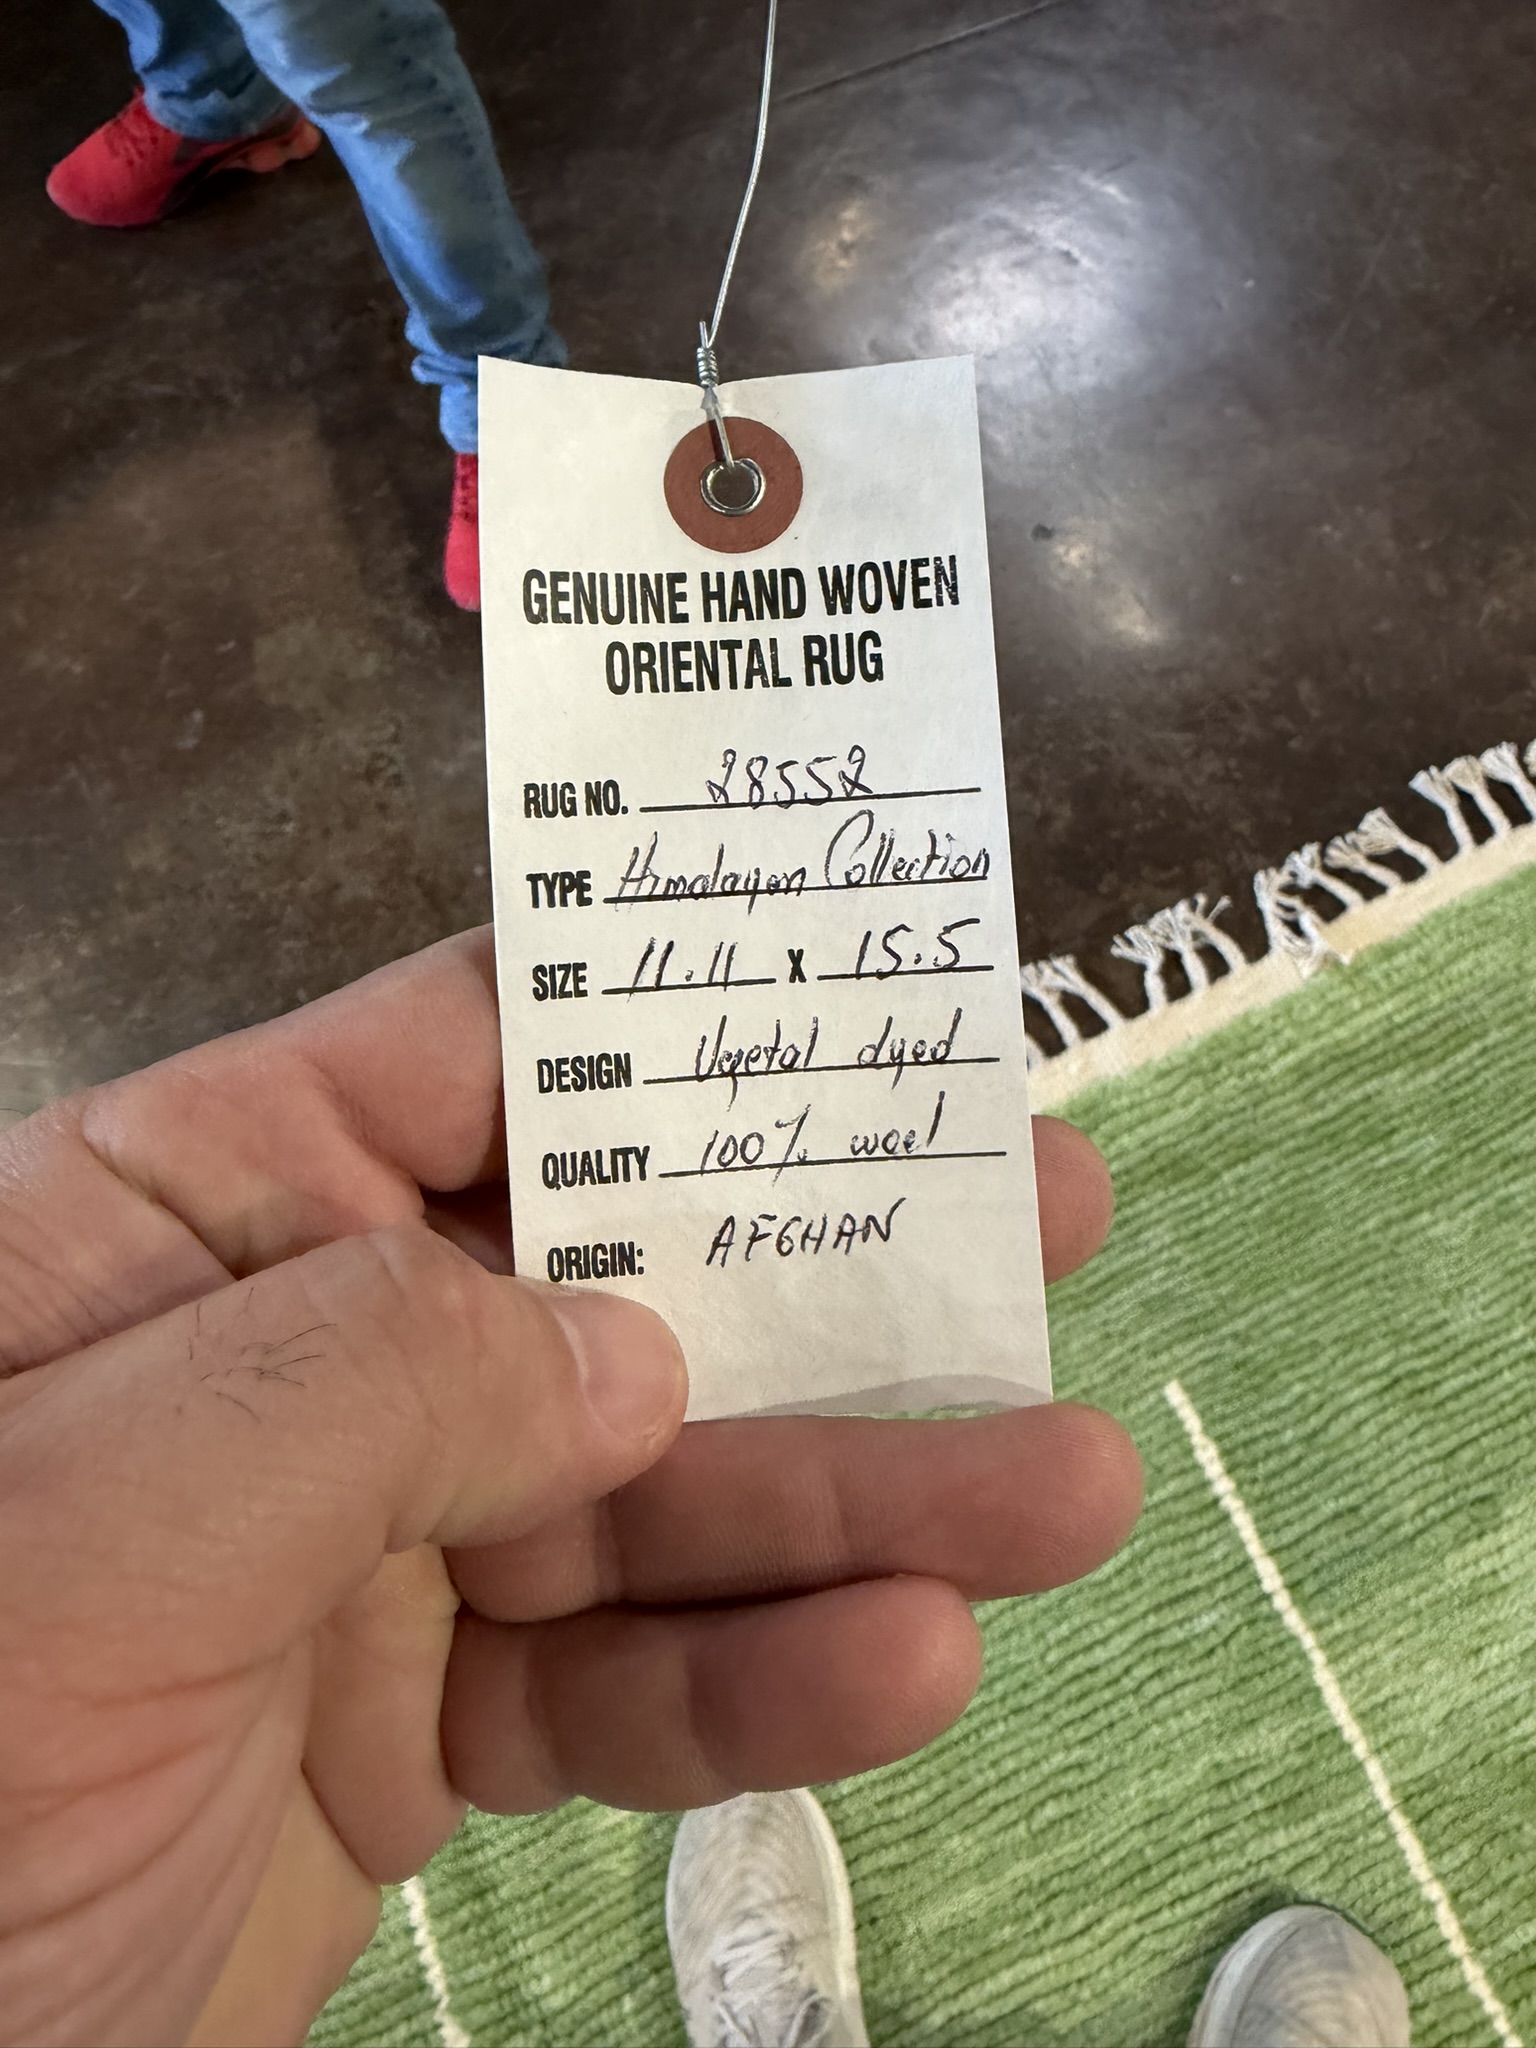 GENUINE HAND WOVEN
ORIENTAL RUG
RUG NO. 28552
TYPE Himalayan Collection
SIZE 11.11 X 15.5
DESIGN Vegetal dyed
QUALITY 100% wool
ORIGIN: AFGHAN